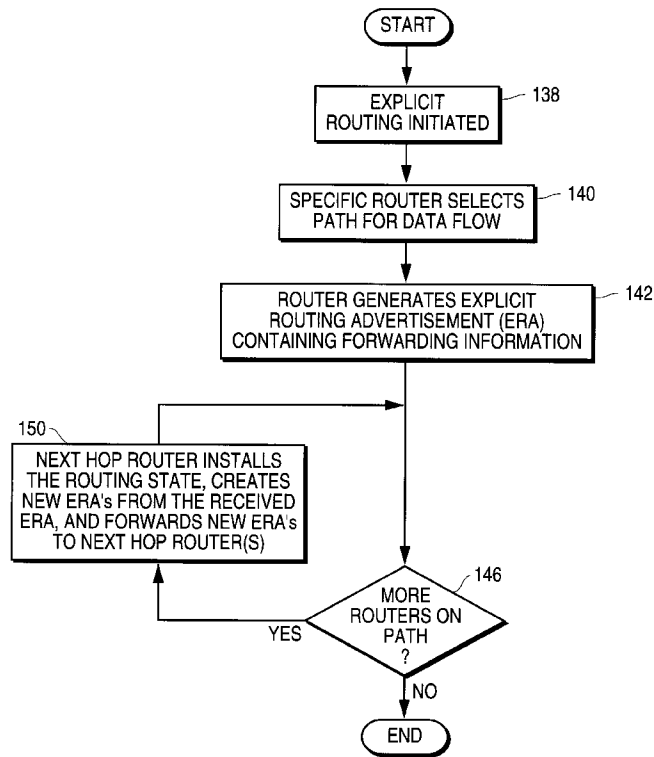 START
EXPLICIT
ROUTING INITIATED
138
SPECIFIC ROUTER SELECTS
PATH FOR DATA FLOW
140
ROUTER GENERATES EXPLICIT
ROUTING ADVERTISEMENT (ERA)
CONTAINING FORWARDING INFORMATION
142
150
NEXT HOP ROUTER INSTALLS
THE ROUTING STATE, CREATES
NEW ERA's FROM THE RECEIVED
ERA, AND FORWARDS NEW ERA's
TO NEXT HOP ROUTER(S)
146
MORE
ROUTERS ON
PATH
?
YES
NO
END